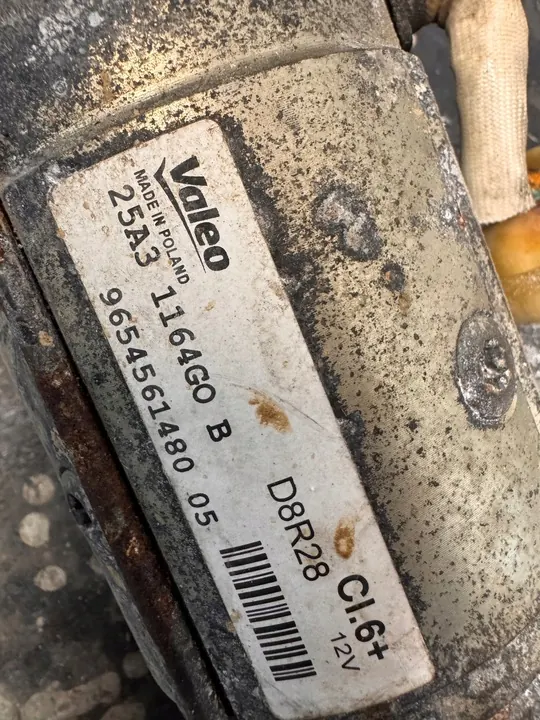 Valeo
MADE IN POLAND
25A3 1164G0 B
9654561480 05
D8R28
Cl.6+
12V